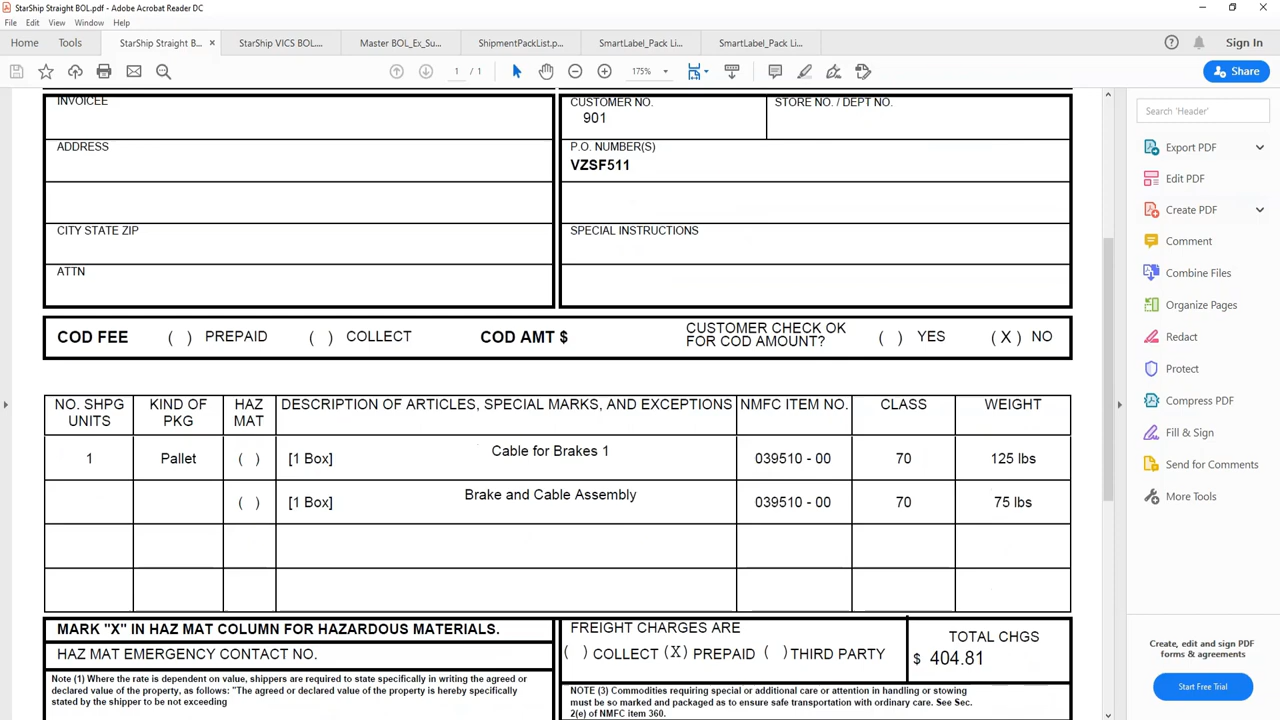 StarShip Straight BOL.pdf - Adobe Acrobat Reader DC
File Edit View Window Help
Home Tools StarShip Straight B... × StarShip VICS BOL.... Master BOL_Ex_Su... ShipmentPackList.p... SmartLabel_Pack Li... SmartLabel_Pack Li... Sign In
1 / 1 175% Share
INVOICEE
CUSTOMER NO. STORE NO. / DEPT NO.
901
ADDRESS
P.O. NUMBER(S)
VZSF511
CITY STATE ZIP
SPECIAL INSTRUCTIONS
ATTN
COD FEE ( ) PREPAID ( ) COLLECT COD AMT $ CUSTOMER CHECK OK
FOR COD AMOUNT? ( ) YES (X) NO
NO. SHPG
UNITS
KIND OF
PKG
HAZ
MAT
DESCRIPTION OF ARTICLES, SPECIAL MARKS, AND EXCEPTIONS
NMFC ITEM NO.
CLASS
WEIGHT
1 Pallet ( ) [1 Box] Cable for Brakes 1 039510 - 00 70 125 lbs
( ) [1 Box] Brake and Cable Assembly 039510 - 00 70 75 lbs
MARK "X" IN HAZ MAT COLUMN FOR HAZARDOUS MATERIALS.
HAZ MAT EMERGENCY CONTACT NO.
Note (1) Where the rate is dependent on value, shippers are required to state specifically in writing the agreed or
declared value of the property, as follows: "The agreed or declared value of the property is hereby specifically
stated by the shipper to be not exceeding
FREIGHT CHARGES ARE
( ) COLLECT (X) PREPAID ( ) THIRD PARTY
TOTAL CHGS
$ 404.81
NOTE (3) Commodities requiring special or additional care or attention in handling or stowing
must be so marked and packaged as to ensure safe transportation with ordinary care. See Sec.
2(e) of NMFC item 360.
Search 'Header'
Export PDF
Edit PDF
Create PDF
Comment
Combine Files
Organize Pages
Redact
Protect
Compress PDF
Fill & Sign
Send for Comments
More Tools
Create, edit and sign PDF
forms & agreements
Start Free Trial